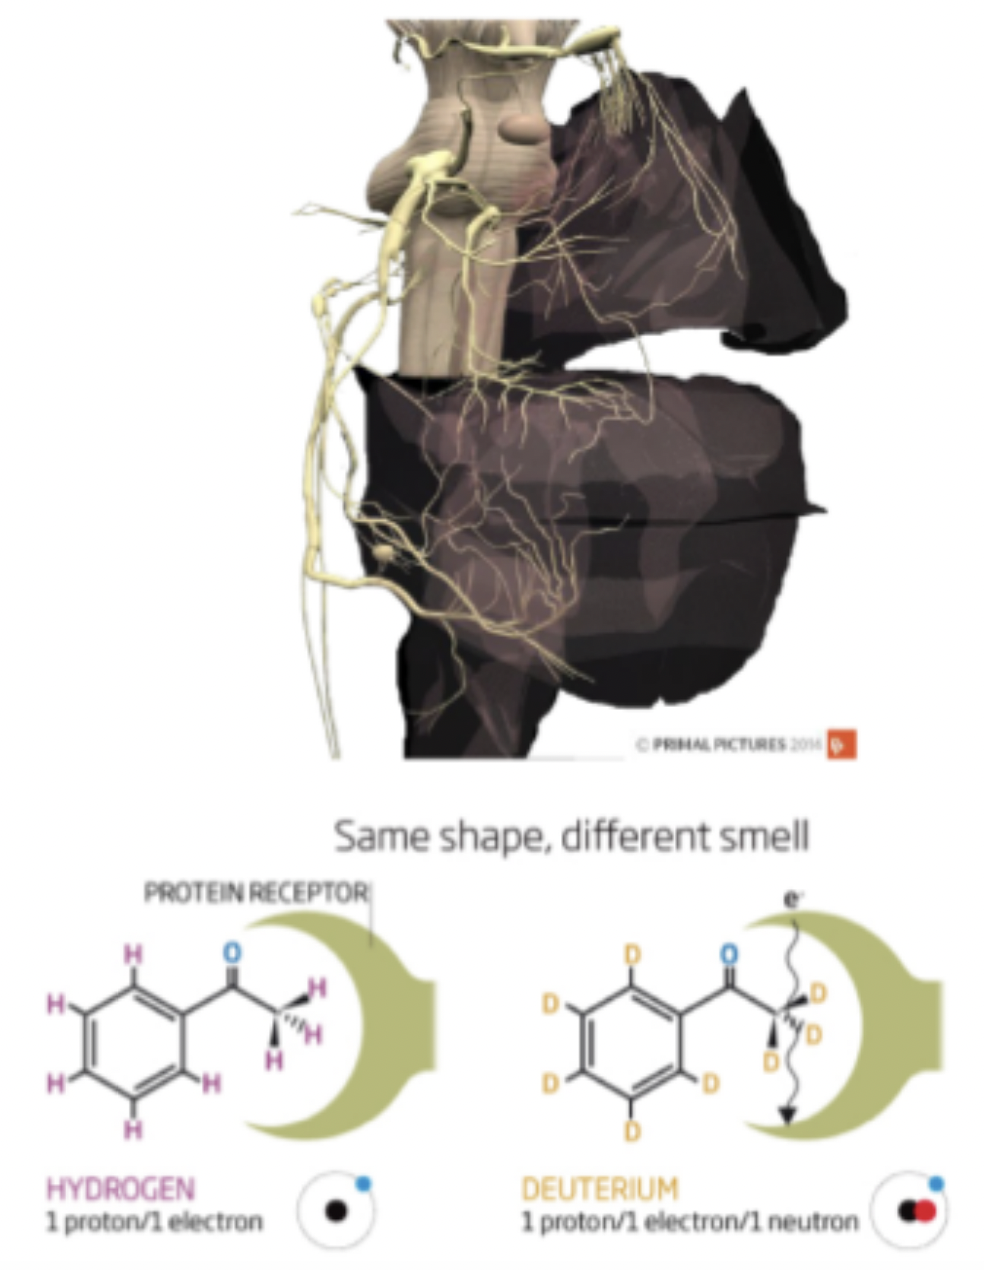 © PRIMAL PICTURES 2014
Same shape, different smell
PROTEIN RECEPTOR
e-
H
O
H
H
H
H
H
H
H
D
O
D
D
D
D
D
D
D
HYDROGEN
1 proton/1 electron
DEUTERIUM
1 proton/1 electron/1 neutron